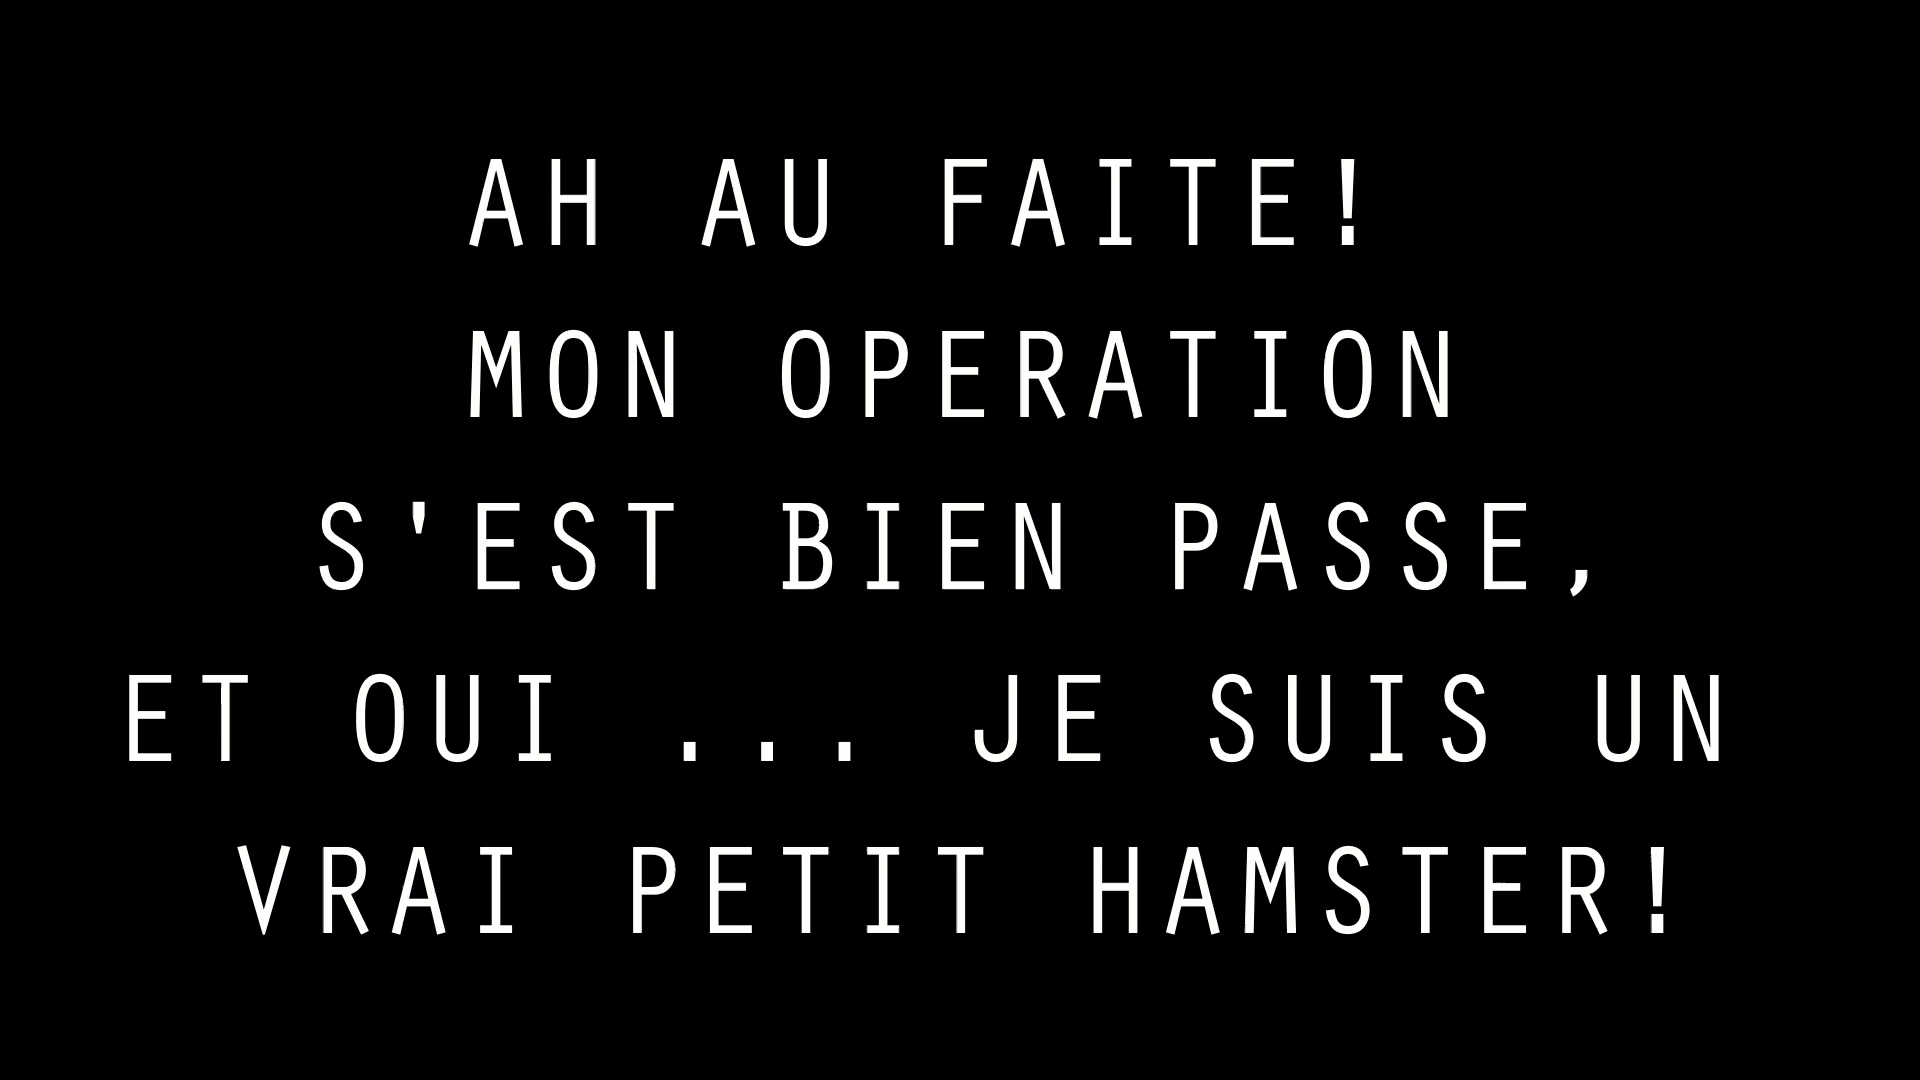 AH AU FAITE!
MON OPERATION
S'EST BIEN PASSE,
ET OUI ... JE SUIS UN
VRAI PETIT HAMSTER!